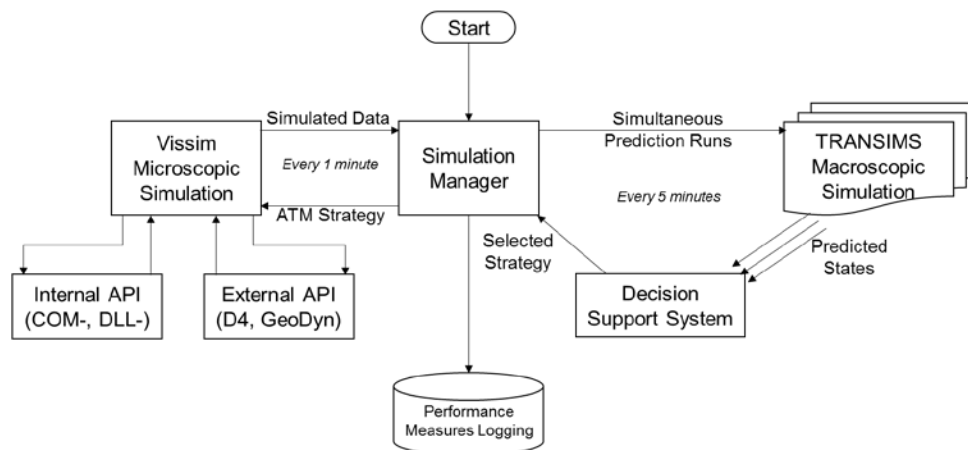 Start
Simulated Data
Simultaneous
Prediction Runs
Vissim
Microscopic
Simulation
Every 1 minute
Simulation
Manager
TRANSIMS
Macroscopic
Simulation
Every 5 minutes
ATM Strategy
Selected
Strategy
Predicted
States
Internal API
(COM-, DLL-)
External API
(D4, GeoDyn)
Decision
Support System
Performance
Measures Logging